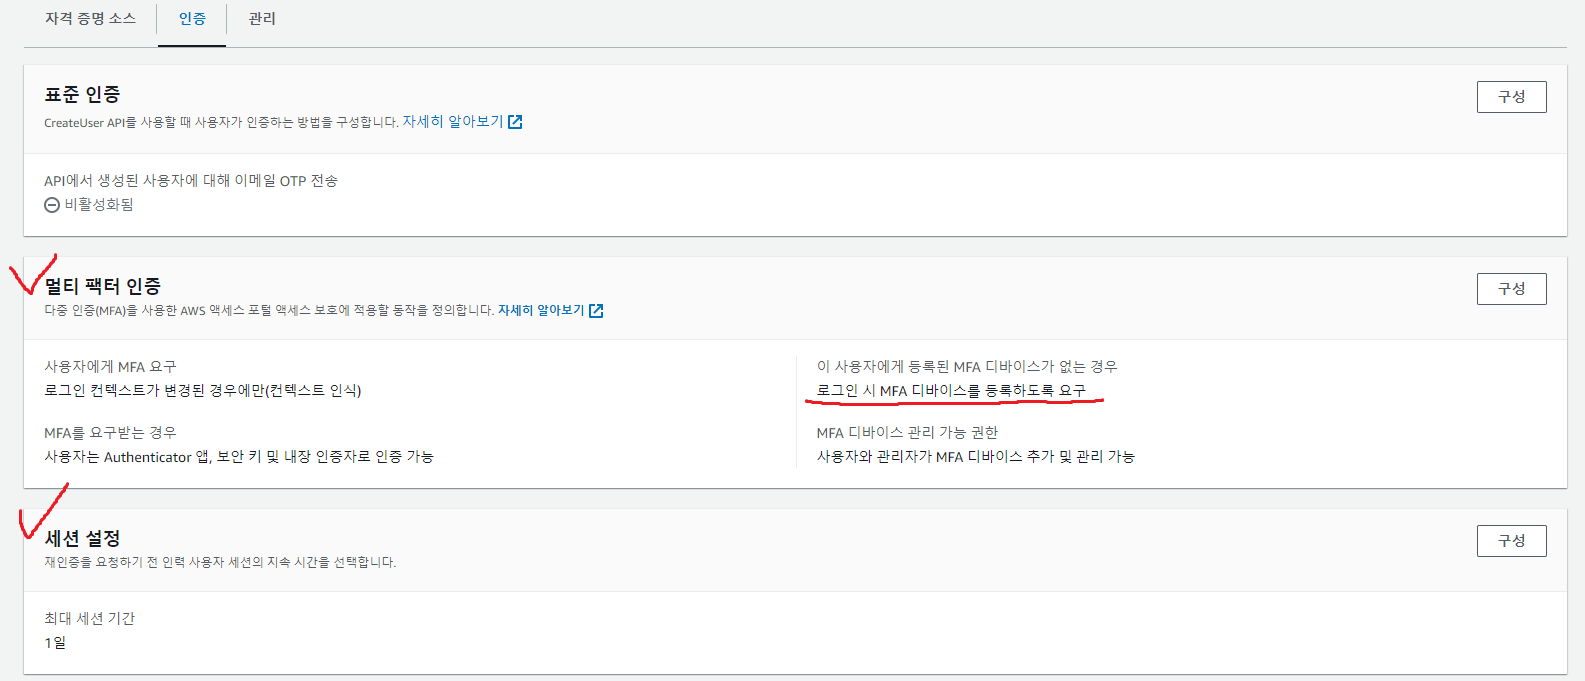 자격 증명 소스
인증
관리
표준 인증
구성
CreateUser API를 사용할 때 사용자가 인증하는 방법을 구성합니다. 자세히 알아보기
API에서 생성된 사용자에 대해 이메일 OTP 전송
비활성화됨
멀티 팩터 인증
구성
다중 인증(MFA)을 사용한 AWS 액세스 포털 액세스 보호에 적용할 동작을 정의합니다. 자세히 알아보기
사용자에게 MFA 요구
로그인 컨텍스트가 변경된 경우에만(컨텍스트 인식)
MFA를 요구받는 경우
사용자는 Authenticator 앱, 보안 키 및 내장 인증자로 인증 가능
이 사용자에게 등록된 MFA 디바이스가 없는 경우
로그인 시 MFA 디바이스를 등록하도록 요구
MFA 디바이스 관리 가능 권한
사용자와 관리자가 MFA 디바이스 추가 및 관리 가능
세션 설정
구성
재인증을 요청하기 전 인력 사용자 세션의 지속 시간을 선택합니다.
최대 세션 기간
1일